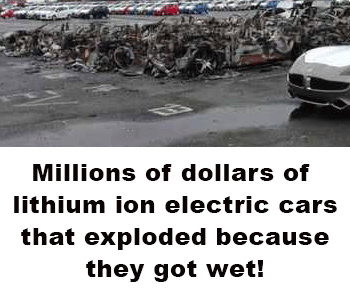 Millions of dollars of
lithium ion electric cars
that exploded because
they got wet!